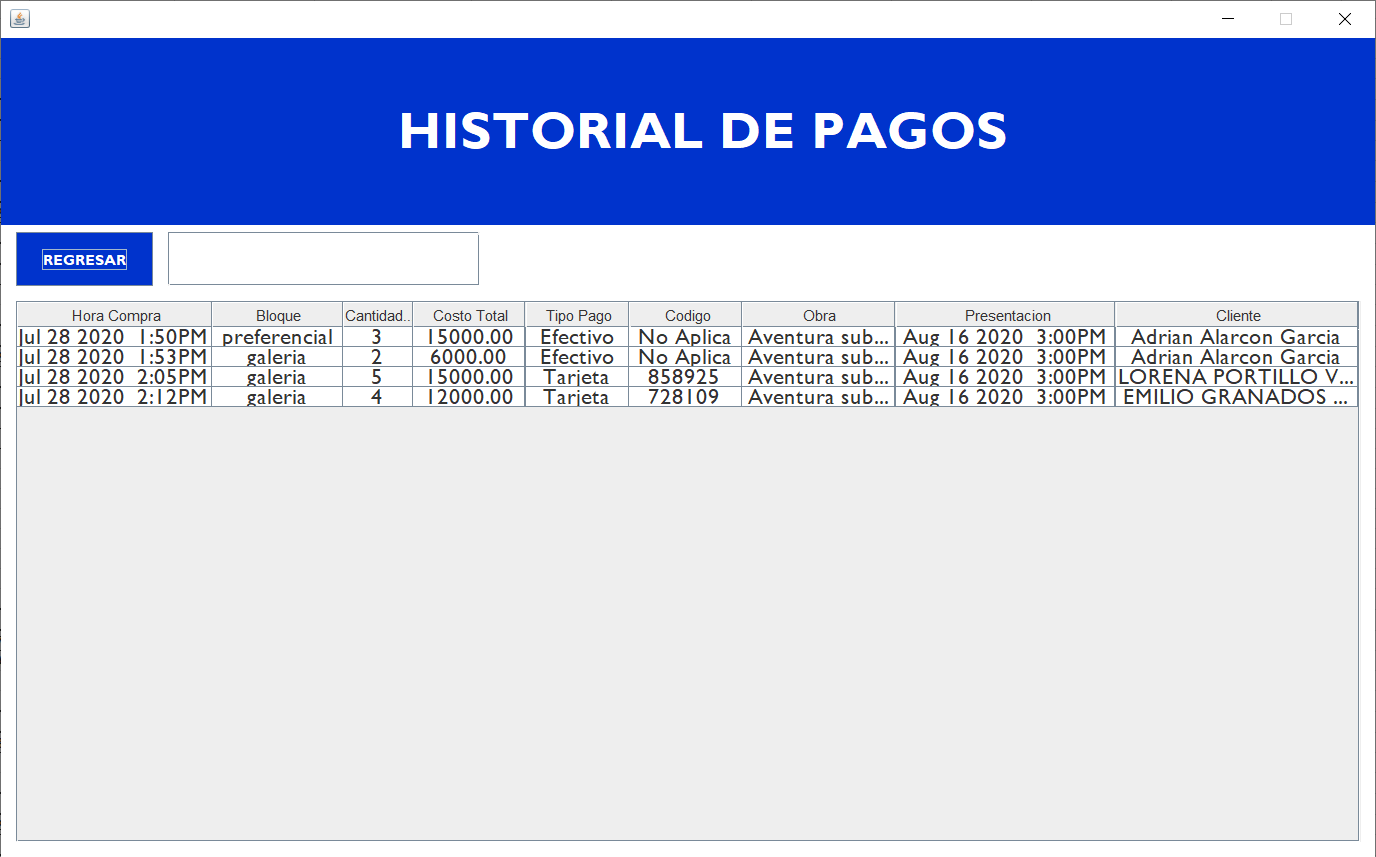 HISTORIAL DE PAGOS
REGRESAR
Hora Compra Bloque Cantidad.. Costo Total Tipo Pago Codigo Obra Presentacion Cliente
Jul 28 2020 1:50PM preferencial 3 15000.00 Efectivo No Aplica Aventura sub... Aug 16 2020 3:00PM Adrian Alarcon Garcia
Jul 28 2020 1:53PM galeria 2 6000.00 Efectivo No Aplica Aventura sub... Aug 16 2020 3:00PM Adrian Alarcon Garcia
Jul 28 2020 2:05PM galeria 5 15000.00 Tarjeta 858925 Aventura sub... Aug 16 2020 3:00PM LORENA PORTILLO V...
Jul 28 2020 2:12PM galeria 4 12000.00 Tarjeta 728109 Aventura sub... Aug 16 2020 3:00PM EMILIO GRANADOS ...